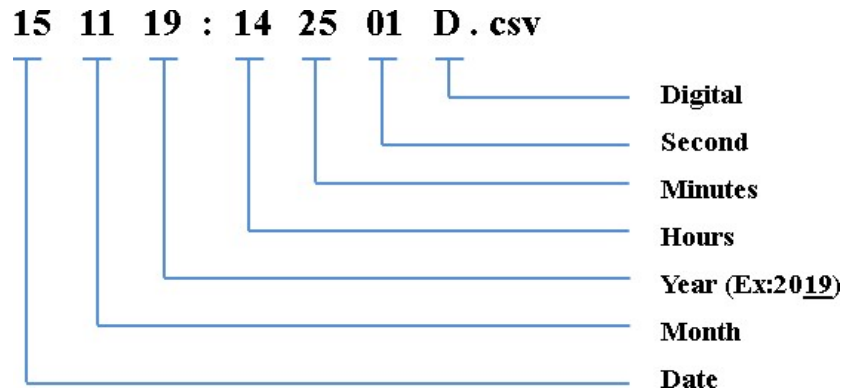 15 11 19 : 14 25 01 D . csv
Digital
Second
Minutes
Hours
Year (Ex:2019)
Month
Date